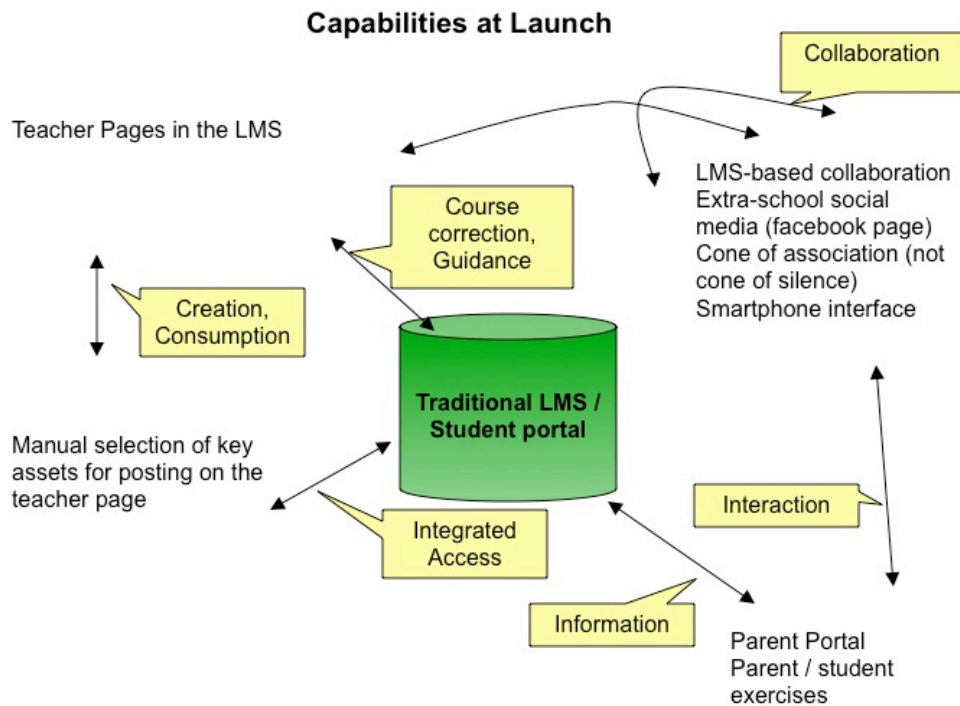 Capabilities at Launch
Collaboration
Teacher Pages in the LMS
LMS-based collaboration
Extra-school social
media (facebook page)
Cone of association (not
cone of silence)
Smartphone interface
Course
correction,
Guidance
Creation,
Consumption
Traditional LMS /
Student portal
Manual selection of key
assets for posting on the
teacher page
Integrated
Access
Interaction
Information
Parent Portal
Parent / student
exercises